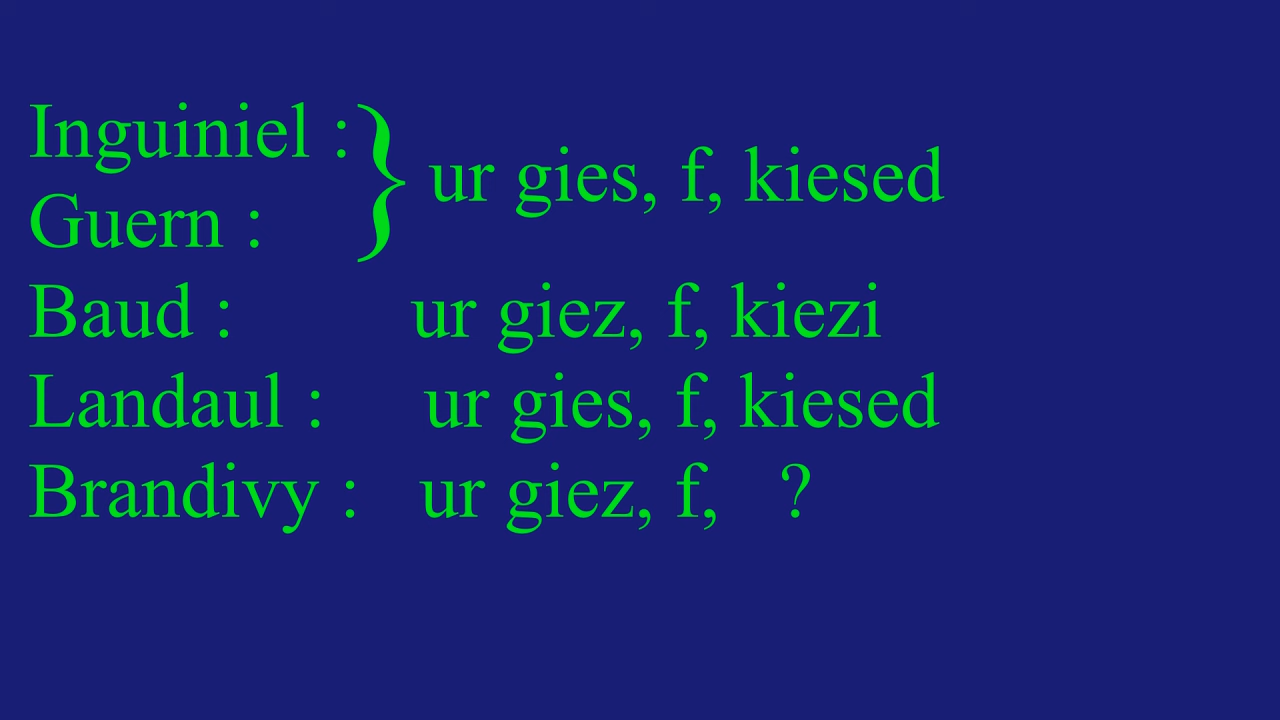 Inguiniel :
Guern : } ur gies, f, kiesed
Baud : ur giez, f, kiezi
Landaul : ur gies, f, kiesed
Brandivy : ur giez, f, ?